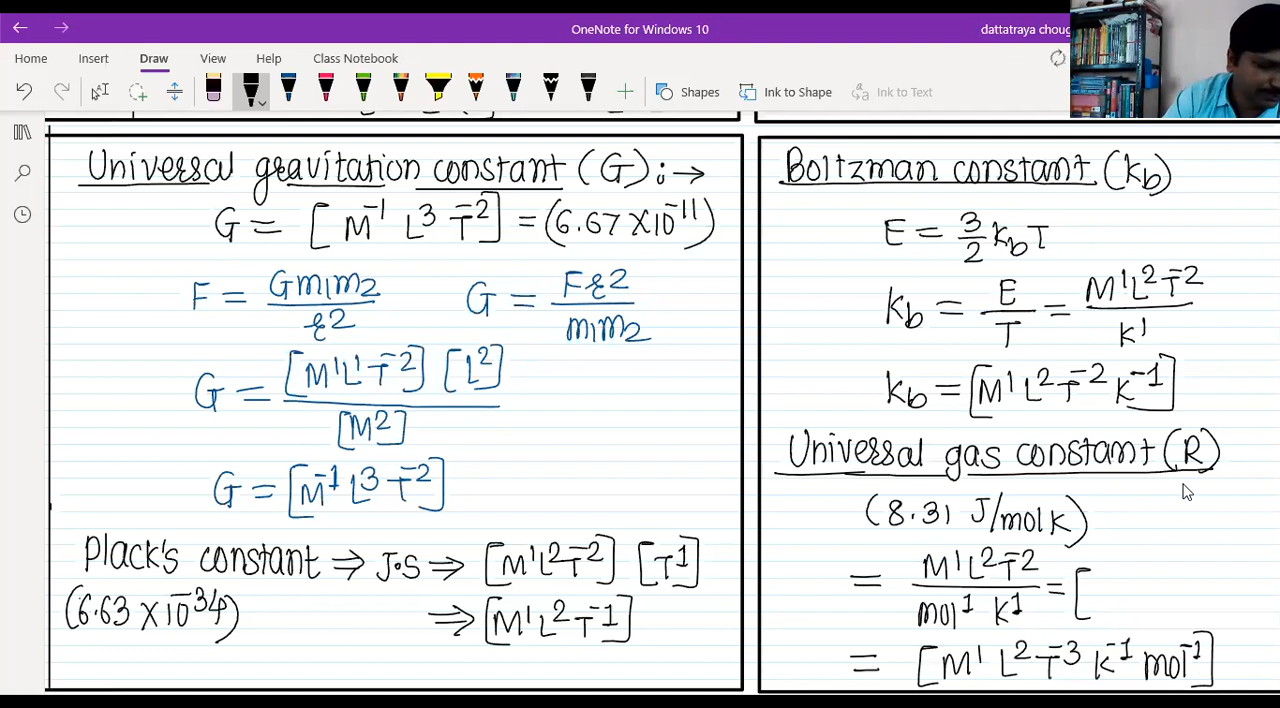 OneNote for Windows 10
dattatraya choug
Home Insert Draw View Help Class Notebook
Shapes Ink to Shape Ink to Text
Universal gravitation constant (G):→
G = [M⁻¹ L³ T⁻²] = (6.67 × 10⁻¹¹)
F = Gm₁m₂/r² G = Fr²/m₁m₂
G = [M¹L¹T⁻²] [L²]/[M²]
G = [M⁻¹ L³ T⁻²]
Plack's constant ⇒ J·S ⇒ [M¹L²T⁻²] [T¹]
(6.63 × 10⁻³⁴) ⇒ [M¹L²T⁻¹]
Boltzman constant (kb)
E = 3/2 kbT
kb = E/T = M¹L²T⁻²/K¹
kb = [M¹L²T⁻²K⁻¹]
Universal gas constant (R)
(8.31 J/mol K)
= M¹L²T⁻²/mol¹ K¹ = [
= [M¹ L² T⁻³ K⁻¹ mol⁻¹]